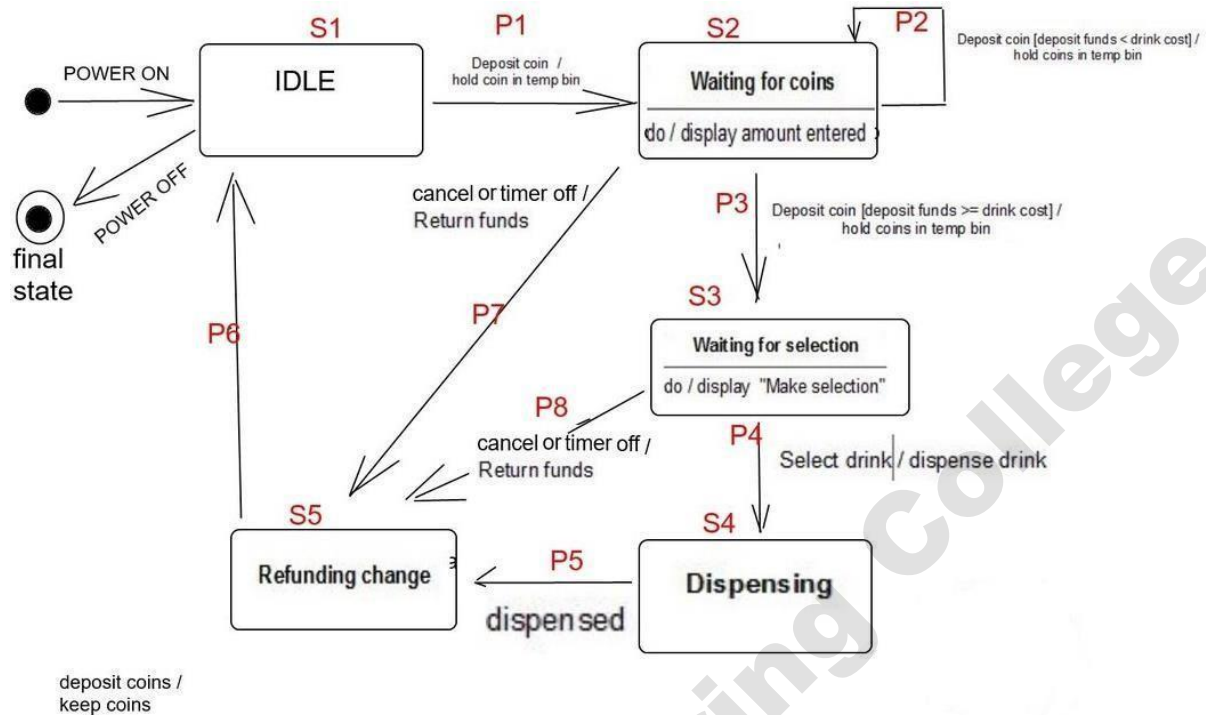 S1
P1
S2
P2
POWER ON
IDLE
Deposit coin /
hold coin in temp bin
Waiting for coins
do / display amount entered
Deposit coin [deposit funds < drink cost] /
hold coins in temp bin
POWER OFF
final
state
cancel or timer off /
Return funds
P3
Deposit coin [deposit funds >= drink cost] /
hold coins in temp bin
S3
P6
P7
Waiting for selection
do / display "Make selection"
P8
cancel or timer off /
Return funds
P4
Select drink / dispense drink
S5
S4
Refunding change
P5
dispensed
Dispensing
deposit coins /
keep coins
ring College